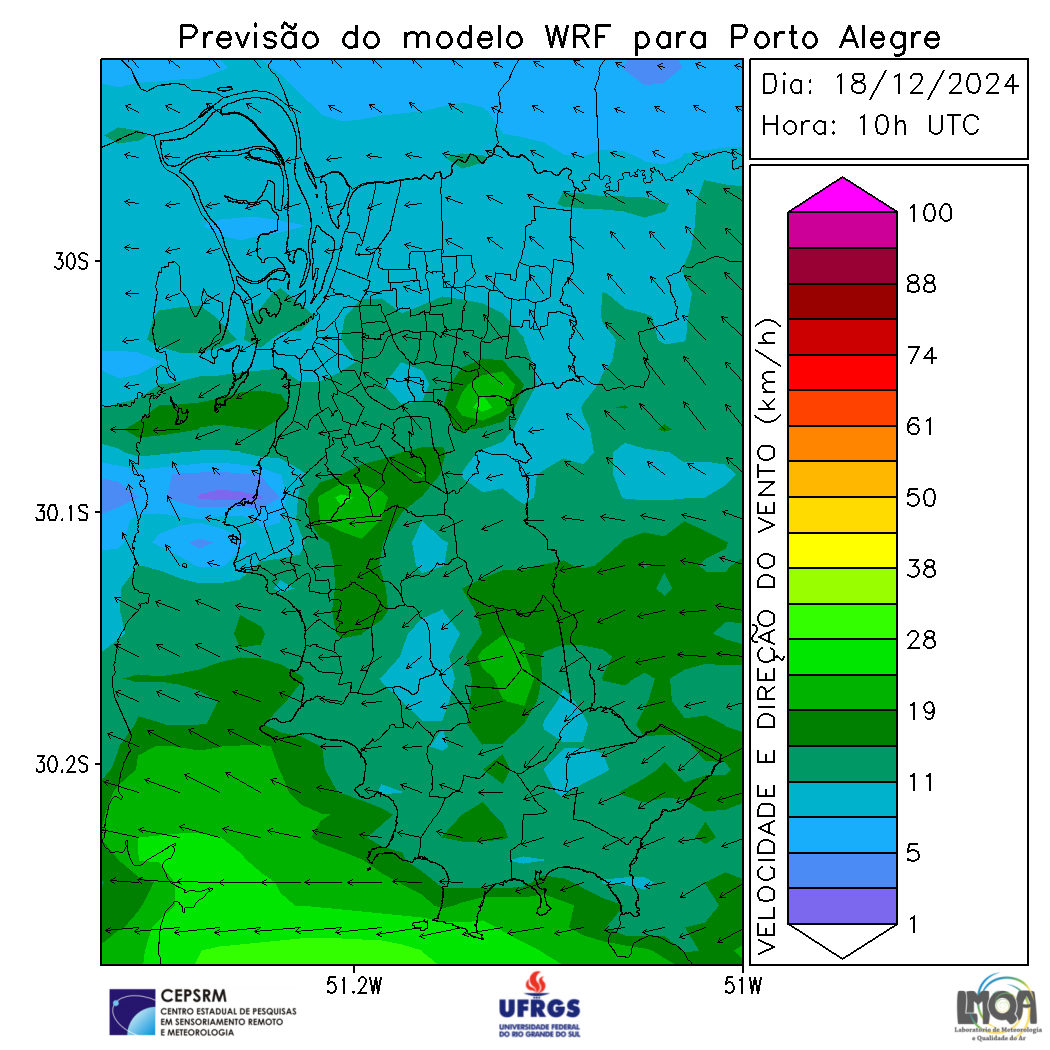 Previsão do modelo WRF para Porto Alegre
Dia: 18/12/2024
Hora: 10h UTC
30S
30.1S
30.2S
51.2W
51W
VELOCIDADE E DIREÇÃO DO VENTO (km/h)
100
88
74
61
50
38
28
19
11
5
1
CEPSRM
CENTRO ESTADUAL DE PESQUISAS
EM SENSORIAMENTO REMOTO
E METEOROLOGIA
UFRGS
UNIVERSIDADE FEDERAL
DO RIO GRANDE DO SUL
LMQA
Laboratório de Meteorologia
e Qualidade do Ar